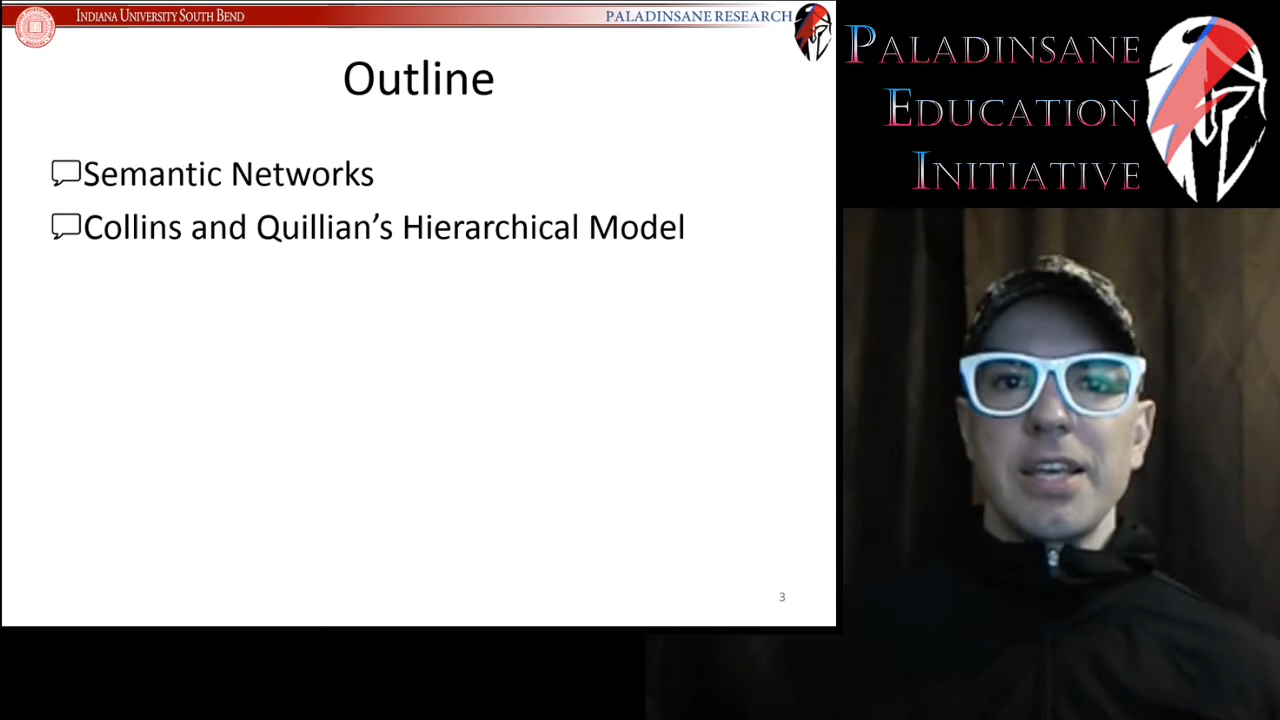 INDIANA UNIVERSITY SOUTH BEND
PALADINSANE RESEARCH
Outline
Semantic Networks
Collins and Quillian’s Hierarchical Model
3
PALADINSANE
EDUCATION
INITIATIVE